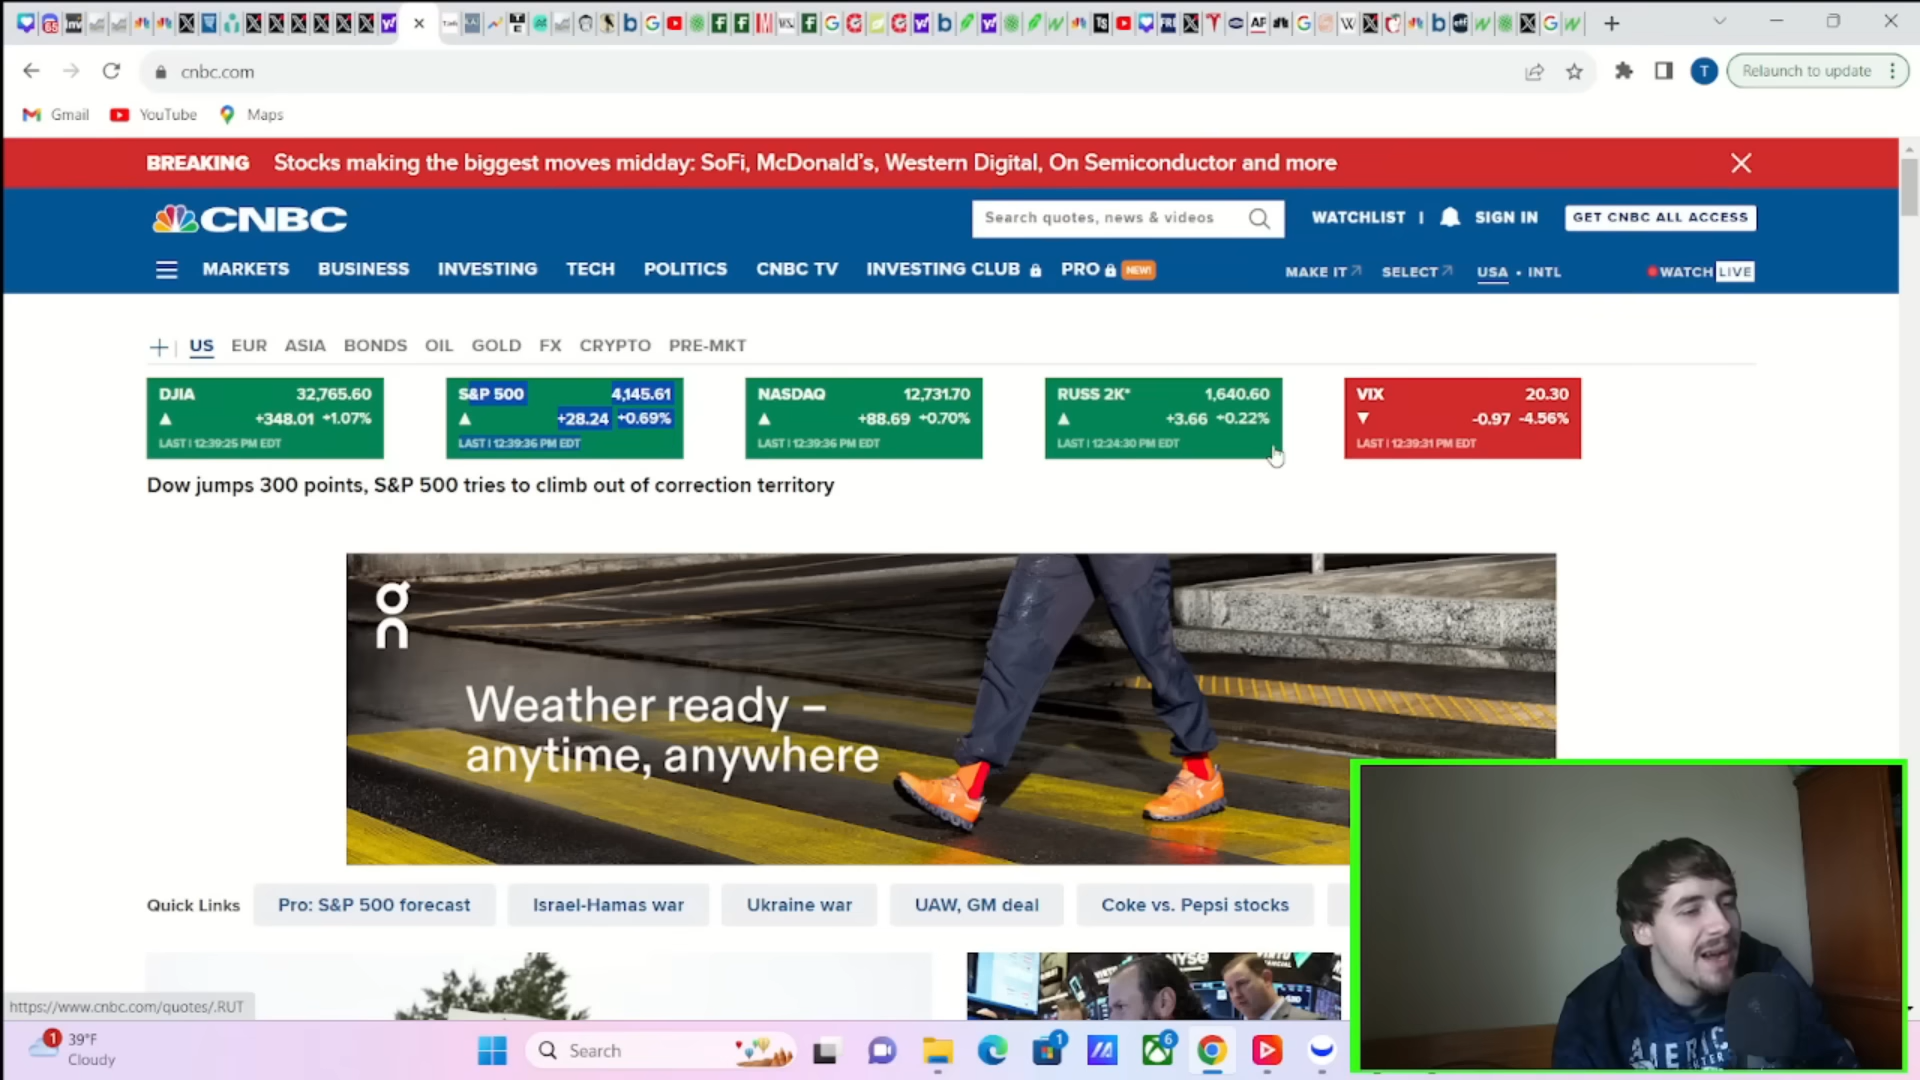 cnbc.com
Relaunch to update
T
Gmail
YouTube
Maps
BREAKING Stocks making the biggest moves midday: SoFi, McDonald's, Western Digital, On Semiconductor and more
CNBC
Search quotes, news & videos
WATCHLIST | SIGN IN
GET CNBC ALL ACCESS
MARKETS BUSINESS INVESTING TECH POLITICS CNBC TV INVESTING CLUB PRO NEW!
MAKE IT SELECT USA • INTL WATCH LIVE
US EUR ASIA BONDS OIL GOLD FX CRYPTO PRE-MKT
DJIA 32,765.60
+348.01 +1.07%
LAST | 12:39:25 PM EDT
S&P 500 4,145.61
+28.24 +0.69%
LAST | 12:39:36 PM EDT
NASDAQ 12,731.70
+88.69 +0.70%
LAST | 12:39:36 PM EDT
RUSS 2K* 1,640.60
+3.66 +0.22%
LAST | 12:24:30 PM EDT
VIX 20.30
-0.97 -4.56%
LAST | 12:39:31 PM EDT
Dow jumps 300 points, S&P 500 tries to climb out of correction territory
on
Weather ready –
anytime, anywhere
Quick Links
Pro: S&P 500 forecast
Israel-Hamas war
Ukraine war
UAW, GM deal
Coke vs. Pepsi stocks
NYSE
https://www.cnbc.com/quotes/.RUT
1
39°F
Cloudy
Search
1
6